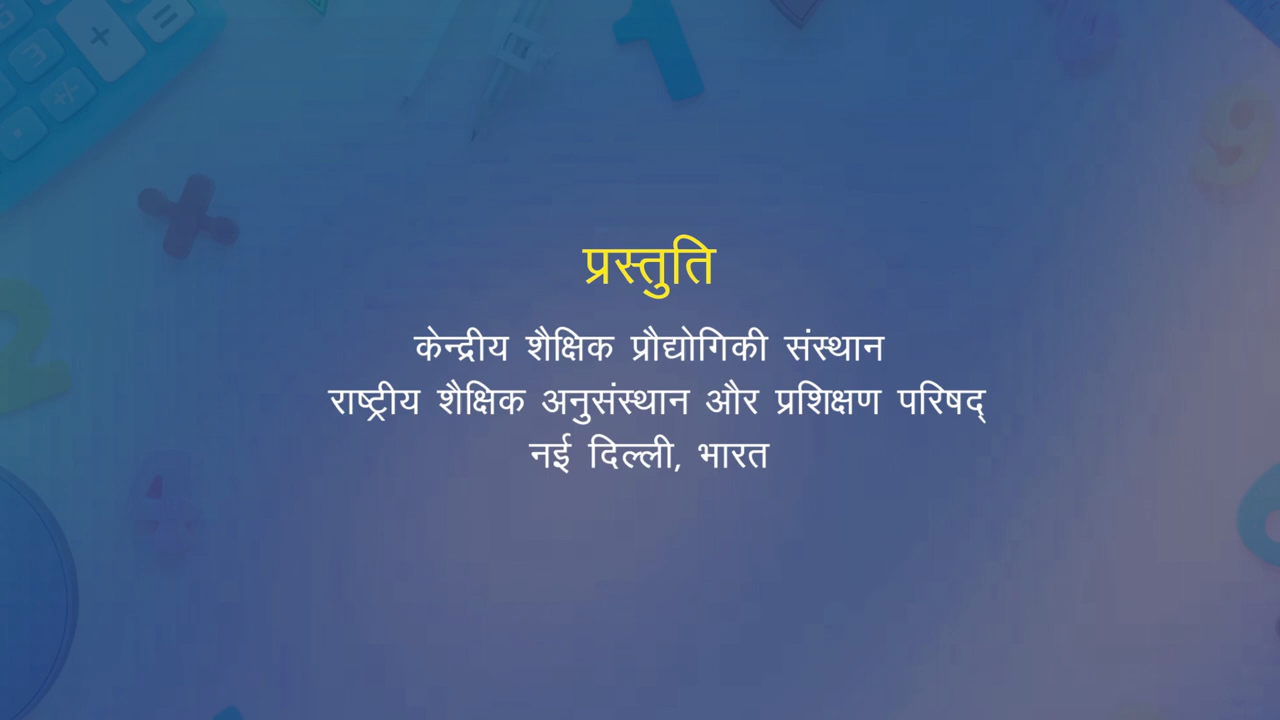 प्रस्तुति
केन्द्रीय शैक्षिक प्रौद्योगिकी संस्थान
राष्ट्रीय शैक्षिक अनुसंस्थान और प्रशिक्षण परिषद्
नई दिल्ली, भारत